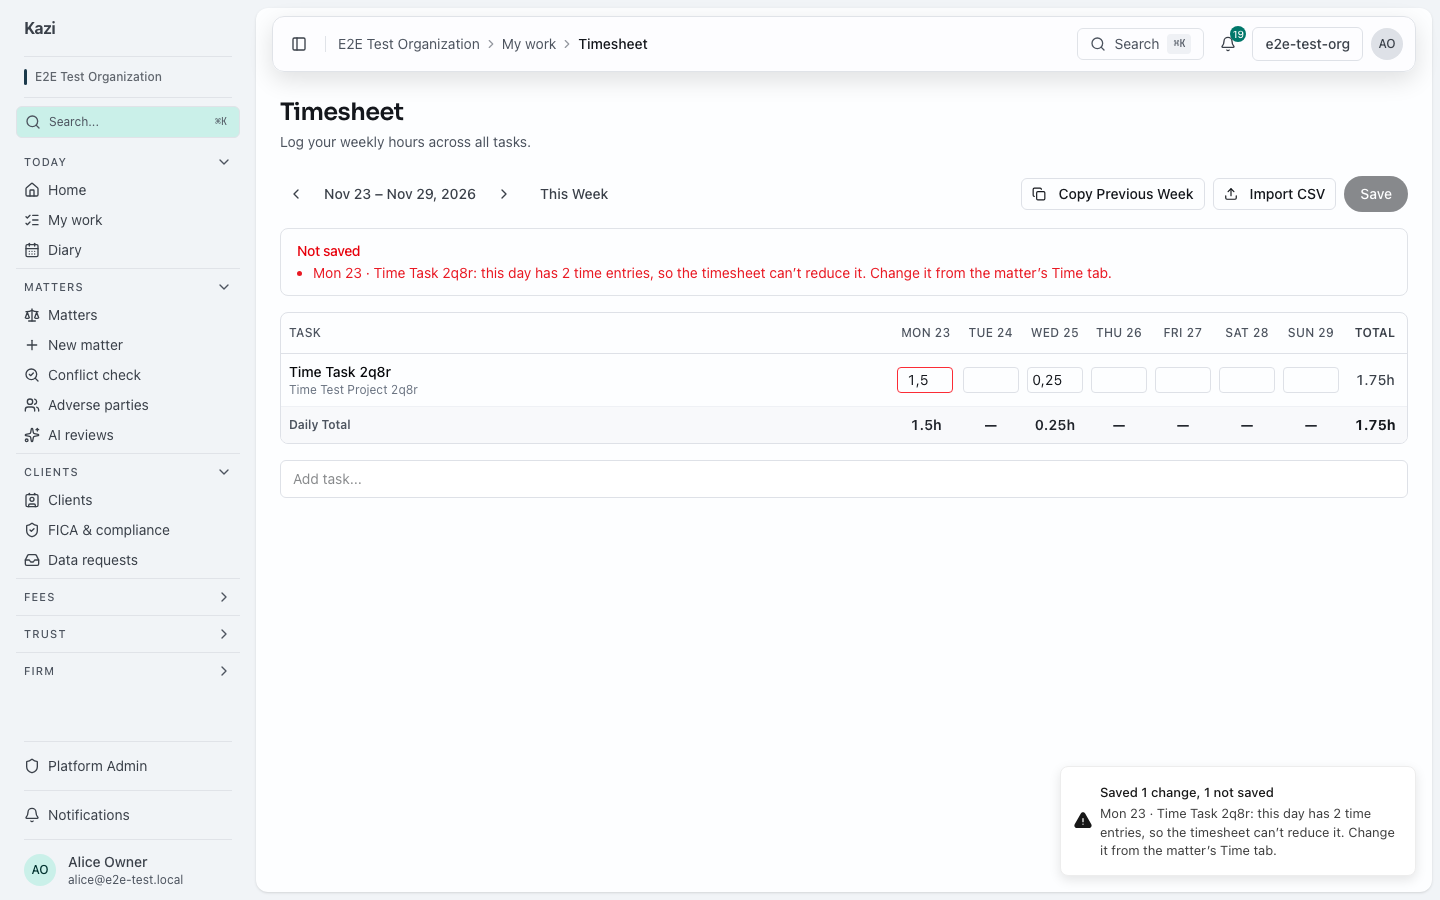 Kazi
E2E Test Organization
Search...
⌘K
TODAY
Home
My work
Diary
MATTERS
Matters
New matter
Conflict check
Adverse parties
AI reviews
CLIENTS
Clients
FICA & compliance
Data requests
FEES
TRUST
FIRM
Platform Admin
Notifications
AO
Alice Owner
alice@e2e-test.local
E2E Test Organization > My work > Timesheet
Search ⌘K
19
e2e-test-org
AO
Timesheet
Log your weekly hours across all tasks.
Nov 23 – Nov 29, 2026
This Week
Copy Previous Week
Import CSV
Save
Not saved
• Mon 23 · Time Task 2q8r: this day has 2 time entries, so the timesheet can’t reduce it. Change it from the matter’s Time tab.
TASK MON 23 TUE 24 WED 25 THU 26 FRI 27 SAT 28 SUN 29 TOTAL
Time Task 2q8r
Time Test Project 2q8r
1,5 0,25 1.75h
Daily Total 1.5h — 0.25h — — — — 1.75h
Add task...
Saved 1 change, 1 not saved
Mon 23 · Time Task 2q8r: this day has 2 time
entries, so the timesheet can’t reduce it. Change
it from the matter’s Time tab.